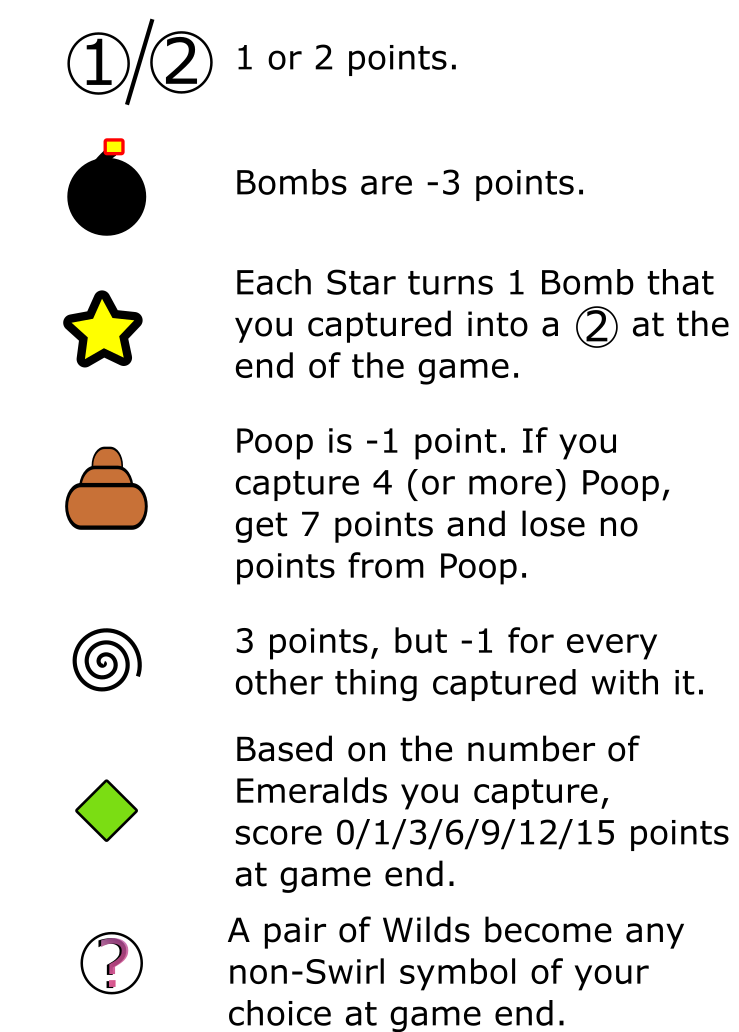 ①/② 1 or 2 points.
Bombs are -3 points.
Each Star turns 1 Bomb that
you captured into a ② at the
end of the game.
Poop is -1 point. If you
capture 4 (or more) Poop,
get 7 points and lose no
points from Poop.
3 points, but -1 for every
other thing captured with it.
Based on the number of
Emeralds you capture,
score 0/1/3/6/9/12/15 points
at game end.
?
A pair of Wilds become any
non-Swirl symbol of your
choice at game end.